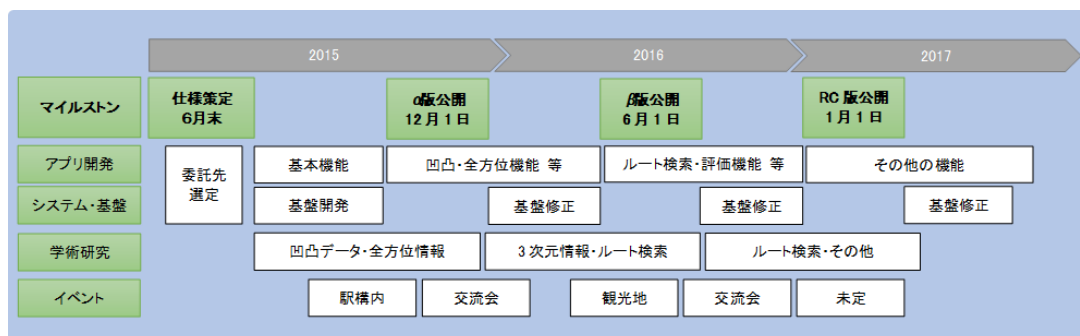 2015
2016
2017
マイルストン
仕様策定
6月末
α版公開
12月1日
β版公開
6月1日
RC版公開
1月1日
アプリ開発
委託先
選定
基本機能
凹凸・全方位機能 等
ルート検索・評価機能 等
その他の機能
システム・基盤
基盤開発
基盤修正
基盤修正
基盤修正
学術研究
凹凸データ・全方位情報
3次元情報・ルート検索
ルート検索・その他
イベント
駅構内
交流会
観光地
交流会
未定